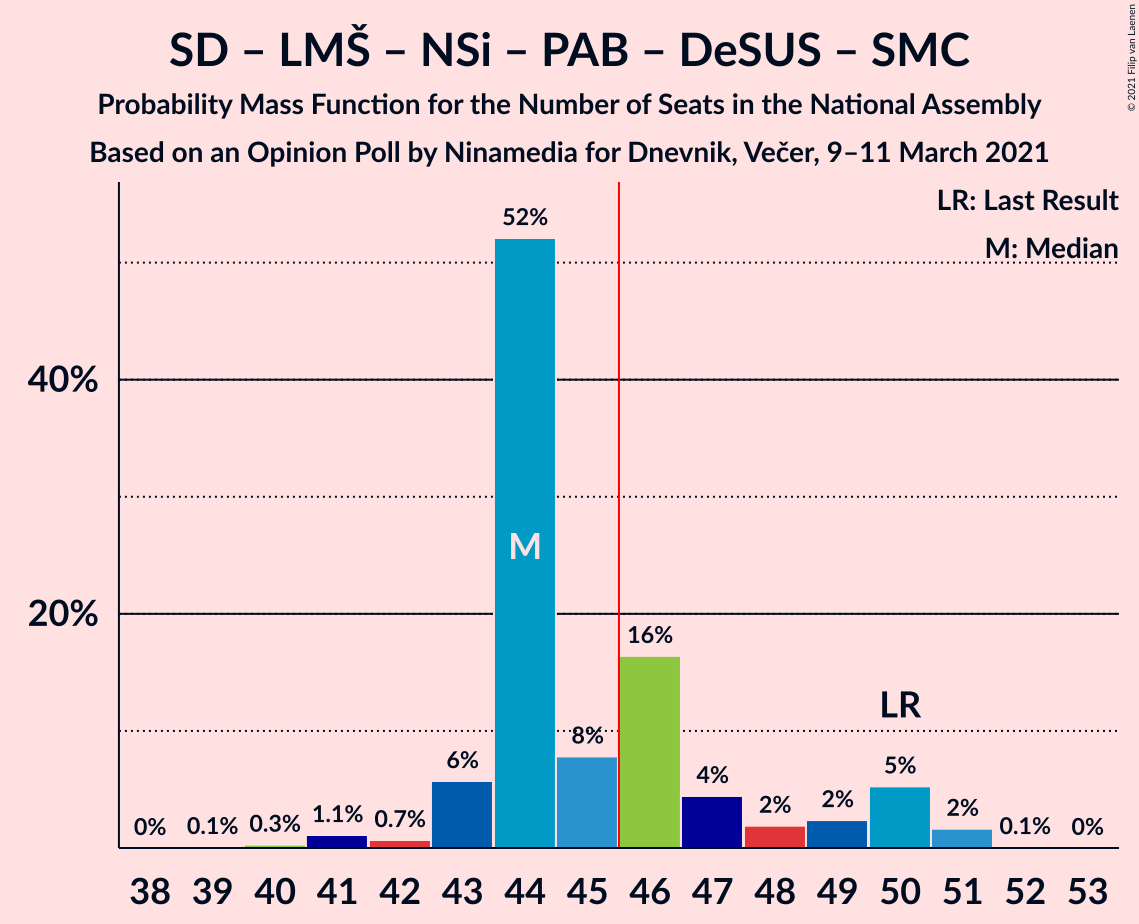 SD – LMŠ – NSi – PAB – DeSUS – SMC
Probability Mass Function for the Number of Seats in the National Assembly
Based on an Opinion Poll by Ninamedia for Dnevnik, Večer, 9–11 March 2021
© 2021 Filip van Laenen
LR: Last Result
M: Median
40%
20%
0% 0.1% 0.3% 1.1% 0.7% 6% 52% 8% 16% 4% 2% 2% 5% 2% 0.1% 0%
M
LR
38 39 40 41 42 43 44 45 46 47 48 49 50 51 52 53